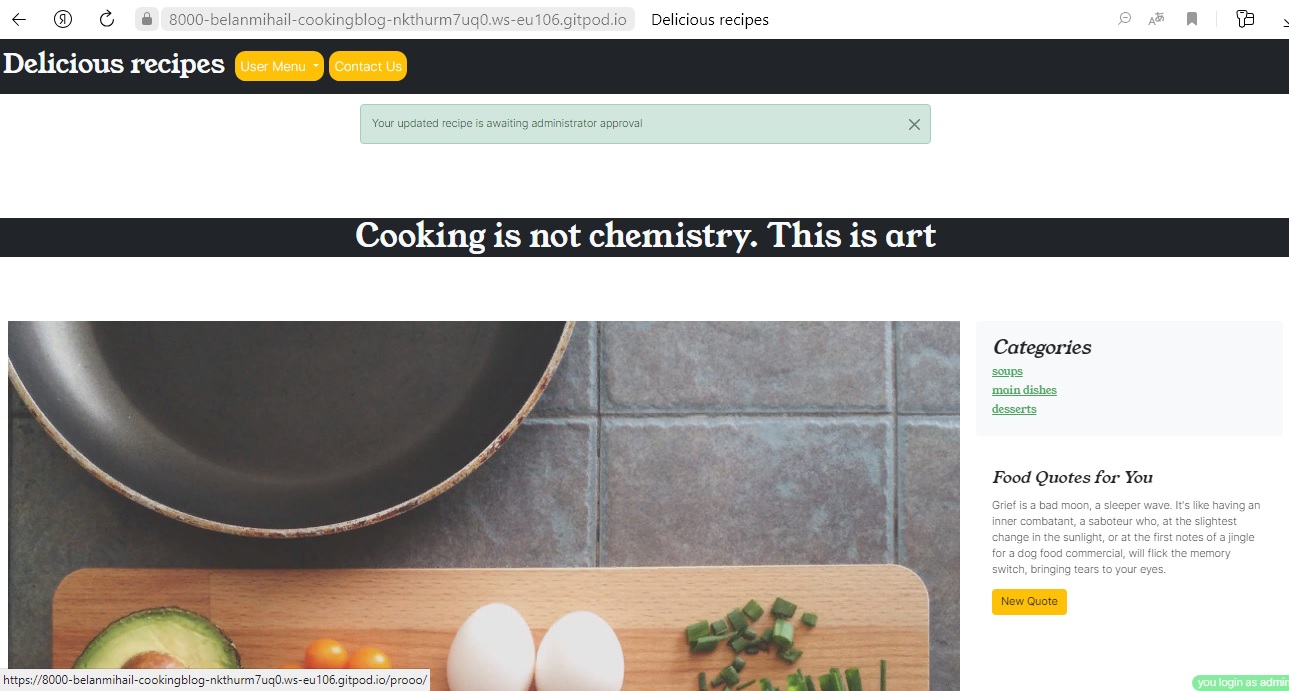 8000-belanmihail-cookingblog-nkthurm7uq0.ws-eu106.gitpod.io Delicious recipes
Delicious recipes User Menu Contact Us
Your updated recipe is awaiting administrator approval
Cooking is not chemistry. This is art
Categories
soups
main dishes
desserts
Food Quotes for You
Grief is a bad moon, a sleeper wave. It's like having an
inner combatant, a saboteur who, at the slightest
change in the sunlight, or at the first notes of a jingle
for a dog food commercial, will flick the memory
switch, bringing tears to your eyes.
New Quote
https://8000-belanmihail-cookingblog-nkthurm7uq0.ws-eu106.gitpod.io/prooo/
you login as admin